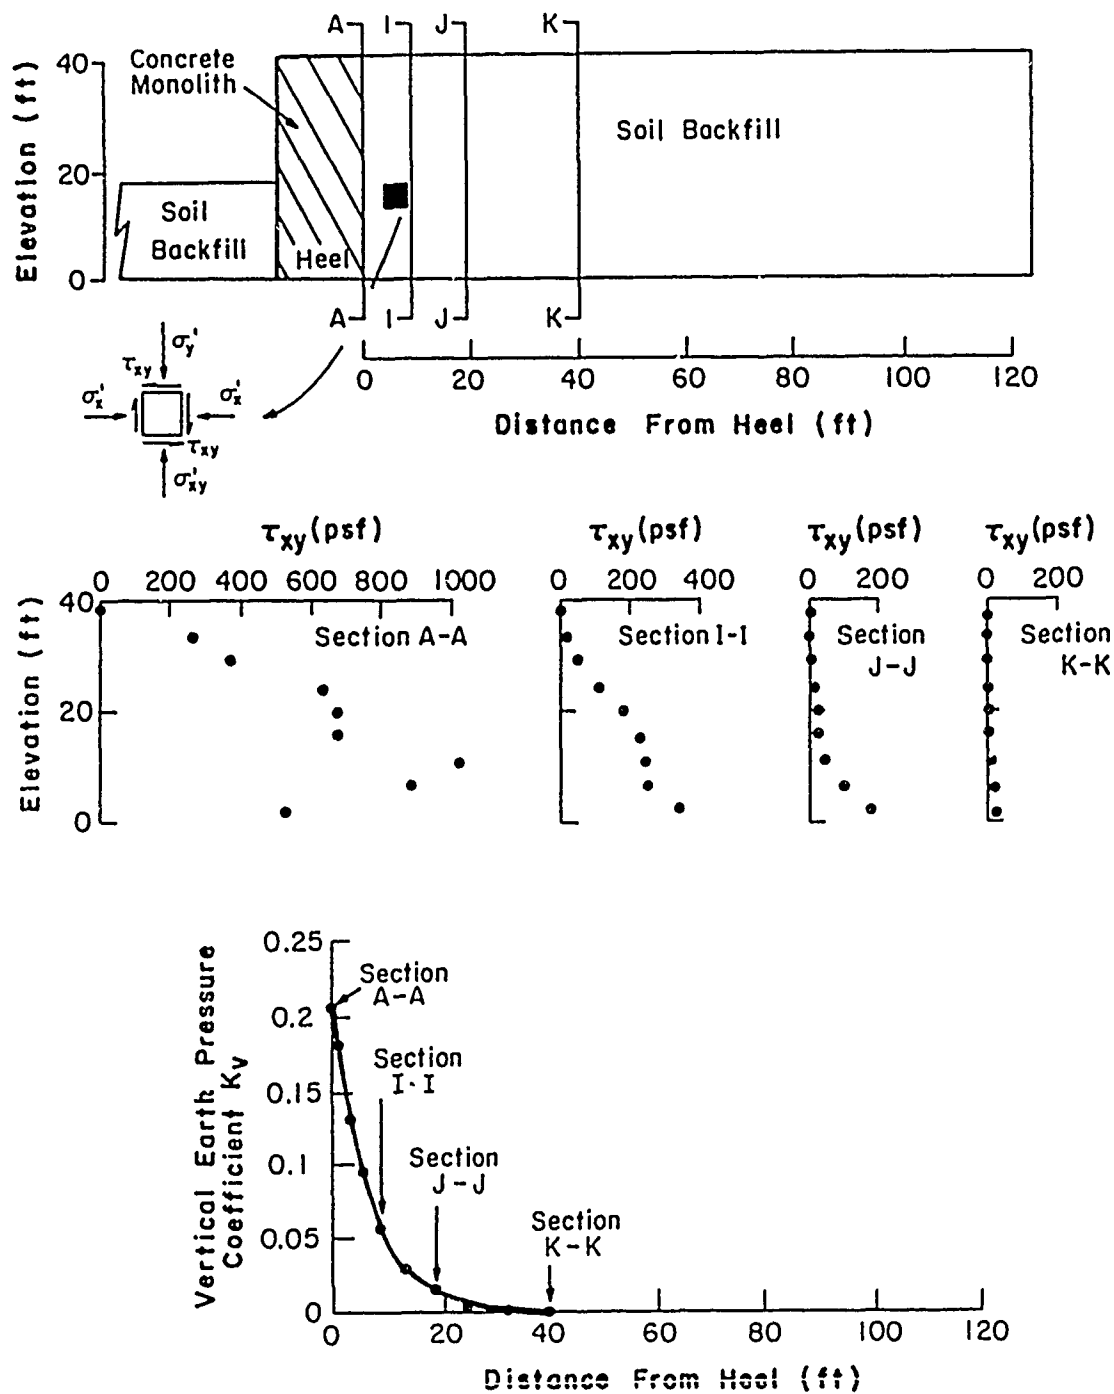 A
I
J
K
Concrete
Monolith
Elevation (ft)
40
20
0
Soil Backfill
Soil
Backfill
Heel
A
I
J
K
0
20
40
60
80
100
120
Distance From Heel (ft)
σy'
τxy
σx'
σx'
τxy
σxy'
τxy (psf)
τxy (psf)
τxy (psf)
τxy (psf)
0 200 400 600 800 1000
0 200 400
0 200
0 200
Elevation (ft)
40
20
0
Section A-A
Section I-I
Section
J-J
Section
K-K
Vertical Earth Pressure
Coefficient Kv
0.25
0.2
0.15
0.1
0.05
0
Section
A-A
Section
I-I
Section
J-J
Section
K-K
0 20 40 60 80 100 120
Distance From Heel (ft)